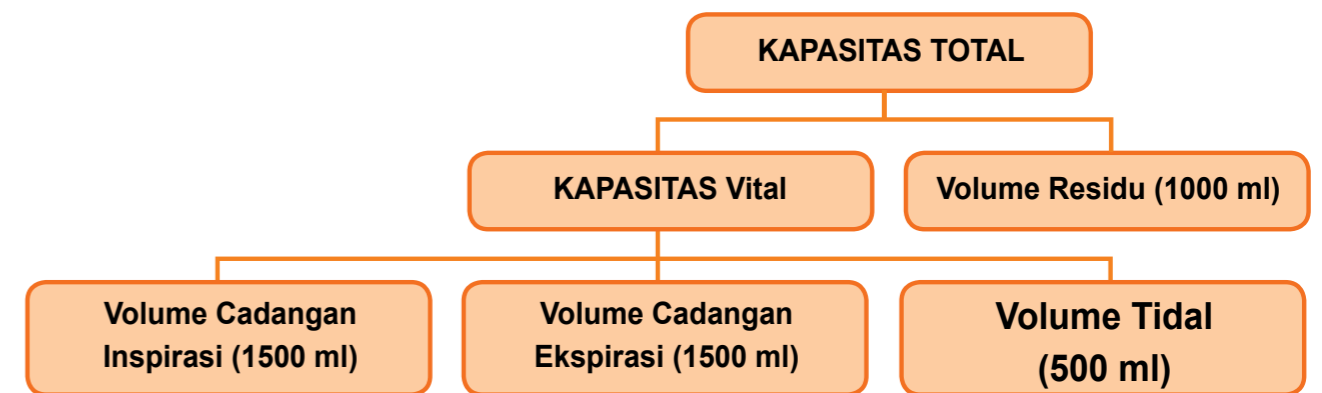 KAPASITAS TOTAL
KAPASITAS Vital
Volume Residu (1000 ml)
Volume Cadangan
Inspirasi (1500 ml)
Volume Cadangan
Ekspirasi (1500 ml)
Volume Tidal
(500 ml)